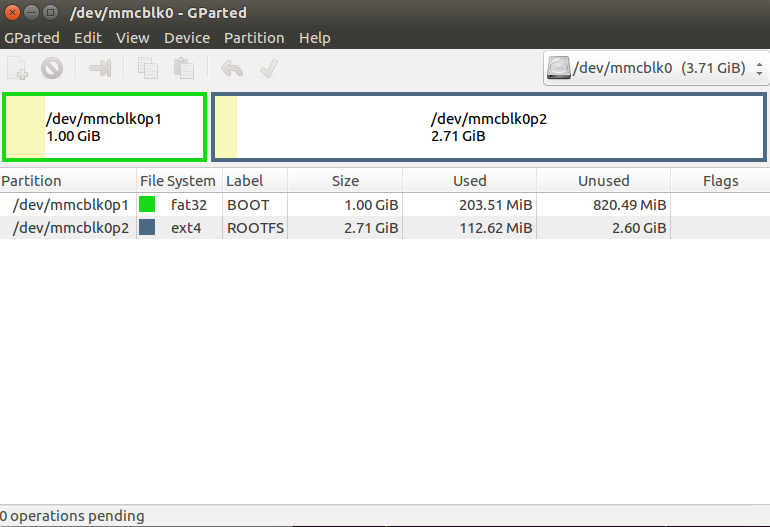 /dev/mmcblk0 - GParted
GParted Edit View Device Partition Help
/dev/mmcblk0 (3.71 GiB)
/dev/mmcblk0p1
1.00 GiB
/dev/mmcblk0p2
2.71 GiB
Partition File System Label Size Used Unused Flags
/dev/mmcblk0p1 fat32 BOOT 1.00 GiB 203.51 MiB 820.49 MiB
/dev/mmcblk0p2 ext4 ROOTFS 2.71 GiB 112.62 MiB 2.60 GiB
0 operations pending